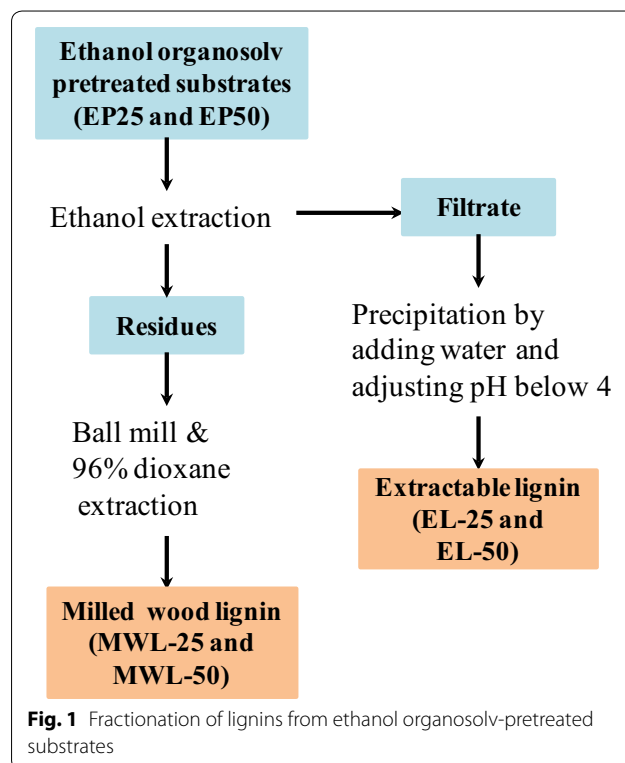 Ethanol organosolv
pretreated substrates
(EP25 and EP50)
Ethanol extraction
Filtrate
Residues
Precipitation by
adding water and
adjusting pH below 4
Ball mill &
96% dioxane
extraction
Extractable lignin
(EL-25 and
EL-50)
Milled wood lignin
(MWL-25 and
MWL-50)
Fig. 1 Fractionation of lignins from ethanol organosolv-pretreated
substrates